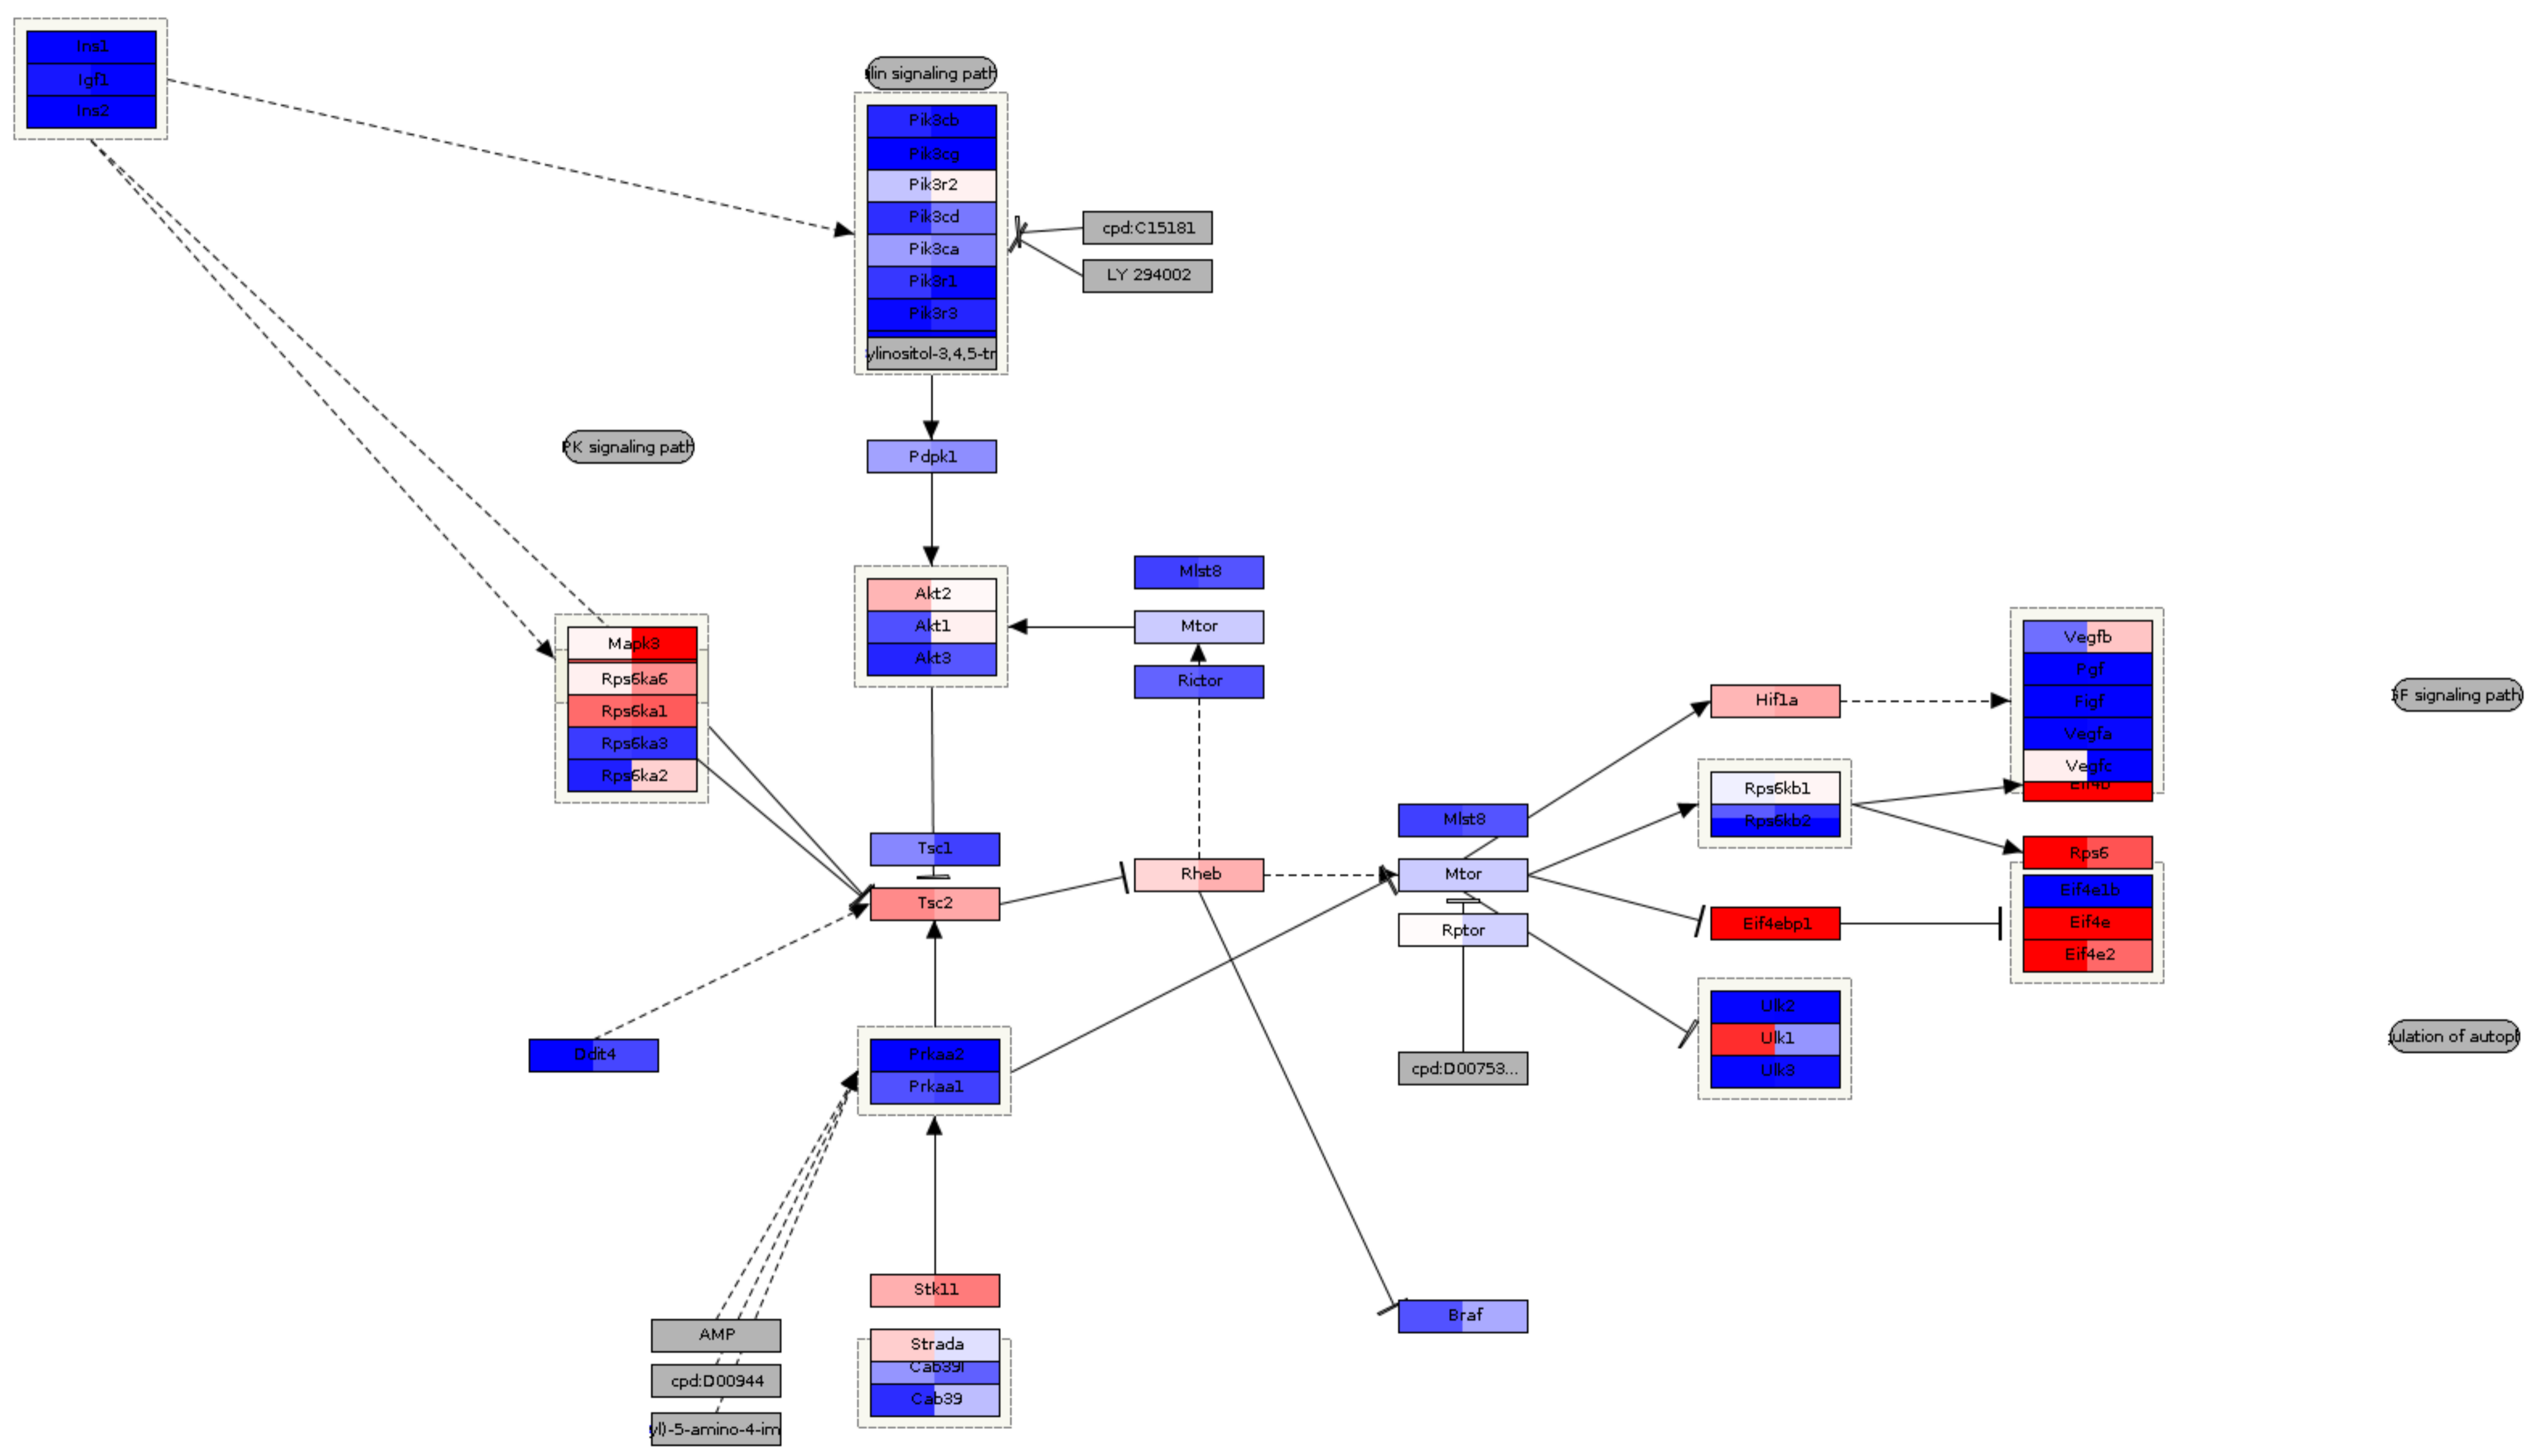 Ins1
Igf1
Ins2
lin signaling path
Pik3cb
Pik3cg
Pik3r2
Pik3cd
Pik3ca
Pik3r1
Pik3r3
ylinositol-3,4,5-tr
cpd:C15181
LY 294002
PK signaling path
Pdpk1
Akt2
Akt1
Akt3
Mlst8
Mtor
Rictor
Mapk3
Rps6ka6
Rps6ka1
Rps6ka3
Rps6ka2
Tsc1
Tsc2
Rheb
Mlst8
Mtor
Rptor
cpd:D00753...
Hif1a
Rps6kb1
Rps6kb2
Eif4ebp1
Ulk2
Ulk1
Ulk3
Vegfb
Pgf
Figf
Vegfa
Vegfc
Eif4b
Rps6
Eif4e1b
Eif4e
Eif4e2
GF signaling path
ulation of autoph
Ddit4
Prkaa2
Prkaa1
Stk11
Strada
Cab39l
Cab39
AMP
cpd:D00944
yl)-5-amino-4-im
Braf